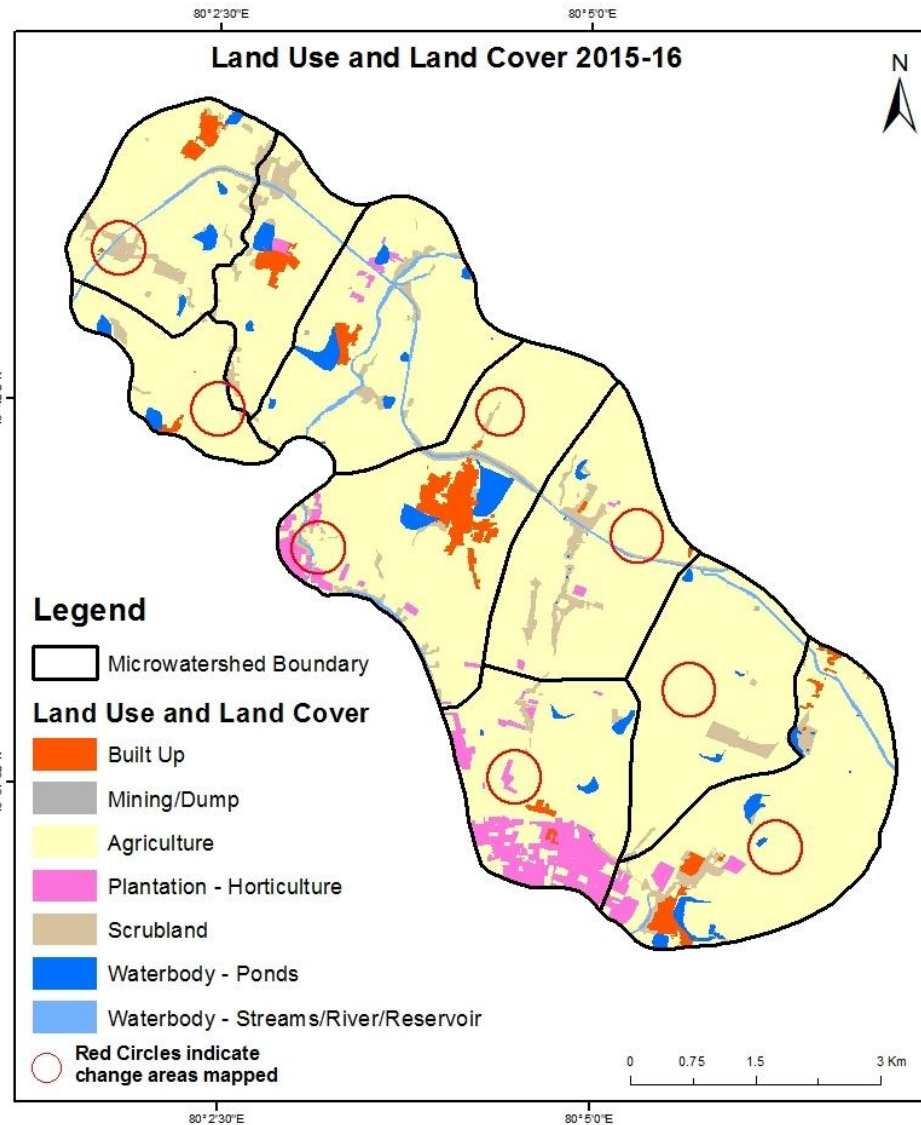 80°2'30"E
80°5'0"E
Land Use and Land Cover 2015-16
N
Legend
Microwatershed Boundary
Land Use and Land Cover
Built Up
Mining/Dump
Agriculture
Plantation - Horticulture
Scrubland
Waterbody - Ponds
Waterbody - Streams/River/Reservoir
Red Circles indicate
change areas mapped
0 0.75 1.5 3 Km
80°2'30"E
80°5'0"E